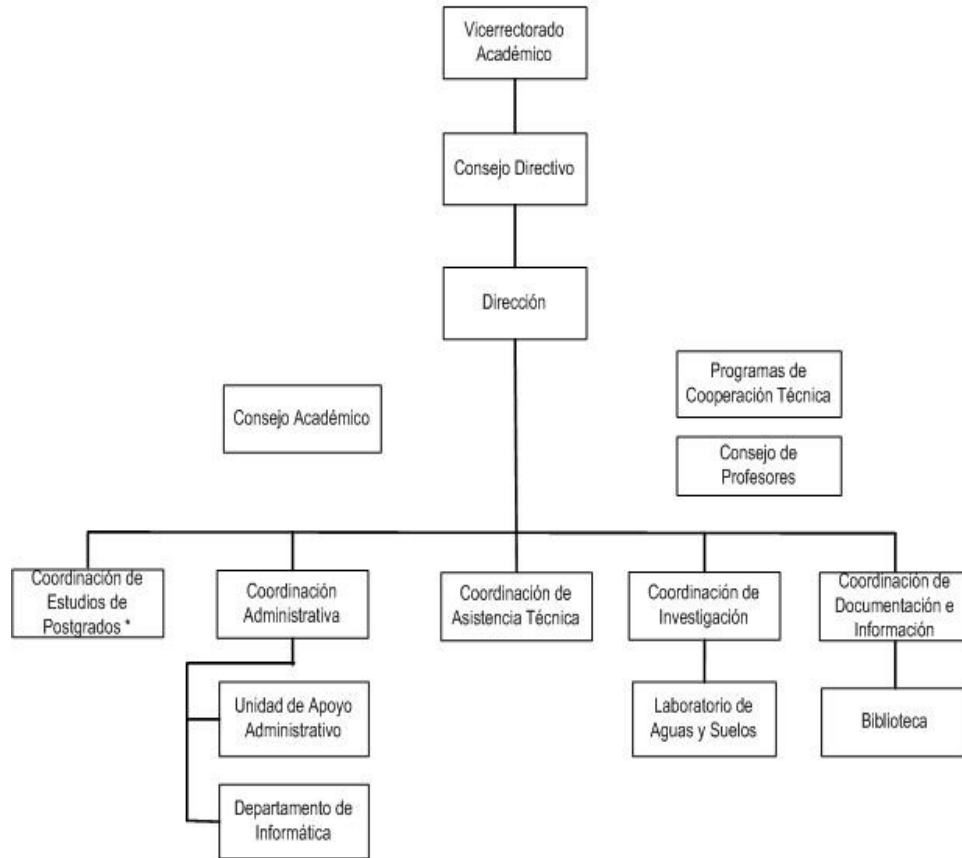 Vicerrectorado
Académico
Consejo Directivo
Dirección
Programas de
Cooperación Técnica
Consejo Académico
Consejo de
Profesores
Coordinación de
Estudios de
Postgrados *
Coordinación
Administrativa
Coordinación de
Asistencia Técnica
Coordinación de
Investigación
Coordinación de
Documentación e
Información
Unidad de Apoyo
Administrativo
Laboratorio de
Aguas y Suelos
Biblioteca
Departamento de
Informática